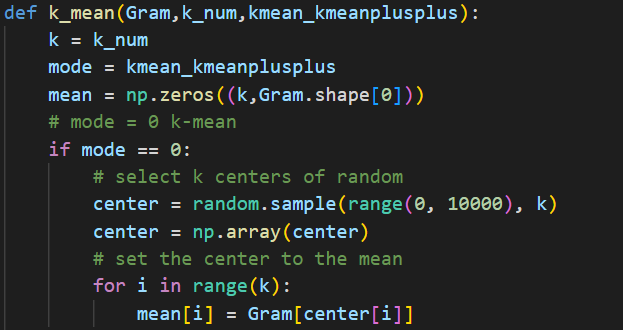 def k_mean(Gram,k_num,kmean_kmeanplusplus):
    k = k_num
    mode = kmean_kmeanplusplus
    mean = np.zeros((k,Gram.shape[0]))
    # mode = 0 k-mean
    if mode == 0:
        # select k centers of random
        center = random.sample(range(0, 10000), k)
        center = np.array(center)
        # set the center to the mean
        for i in range(k):
            mean[i] = Gram[center[i]]